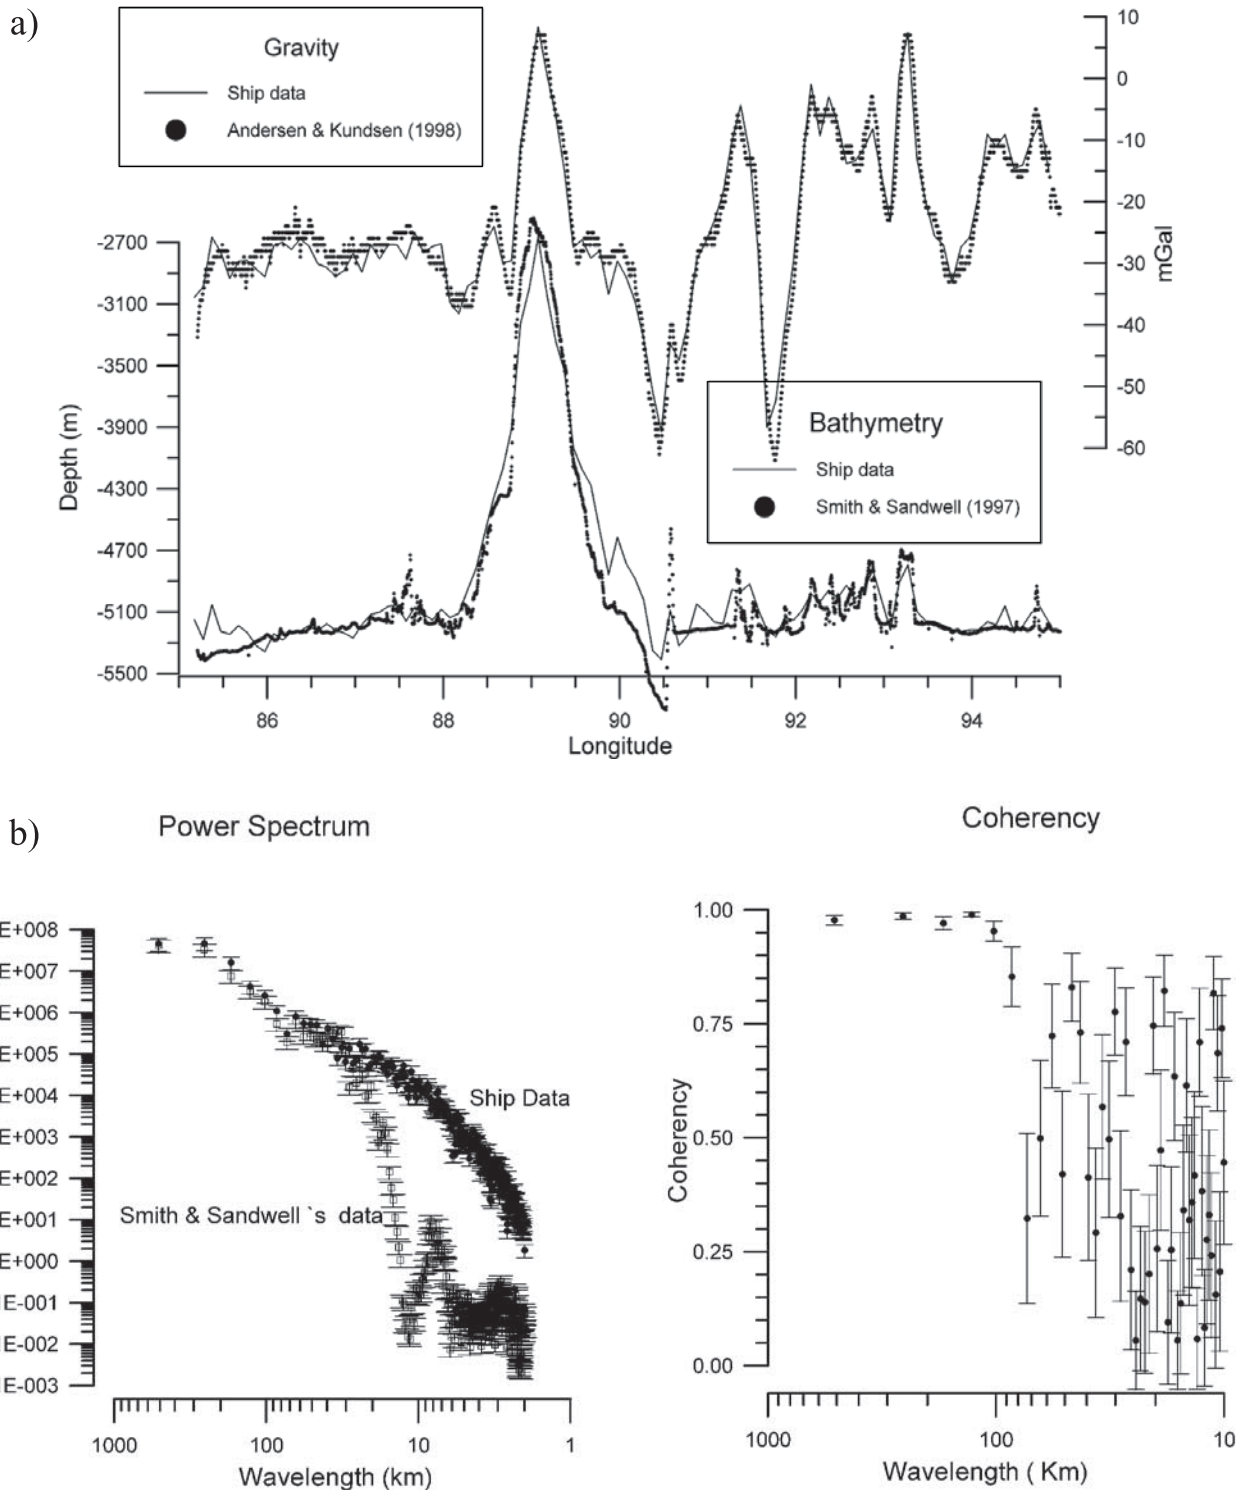 a)
Gravity
Ship data
Andersen & Kundsen (1998)
10
0
-10
-20
-30
-40
-50
-60
mGal
-2700
-3100
-3500
-3900
-4300
-4700
-5100
-5500
Depth (m)
Bathymetry
Ship data
Smith & Sandwell (1997)
86 88 90 92 94
Longitude
b)
Power Spectrum
E+008
E+007
E+006
E+005
E+004
E+003
E+002
E+001
E+000
E-001
E-002
E-003
Ship Data
Smith & Sandwell `s data
1000 100 10 1
Wavelength (km)
Coherency
1.00
0.75
0.50
0.25
0.00
Coherency
1000 100 10
Wavelength ( Km)